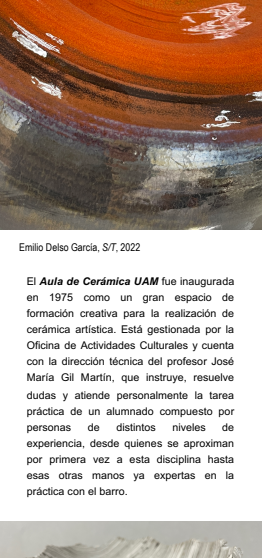 Emilio Delso García, S/T, 2022
El Aula de Cerámica UAM fue inaugurada
en 1975 como un gran espacio de
formación creativa para la realización de
cerámica artística. Está gestionada por la
Oficina de Actividades Culturales y cuenta
con la dirección técnica del profesor José
María Gil Martín, que instruye, resuelve
dudas y atiende personalmente la tarea
práctica de un alumnado compuesto por
personas de distintos niveles de
experiencia, desde quienes se aproximan
por primera vez a esta disciplina hasta
esas otras manos ya expertas en la
práctica con el barro.